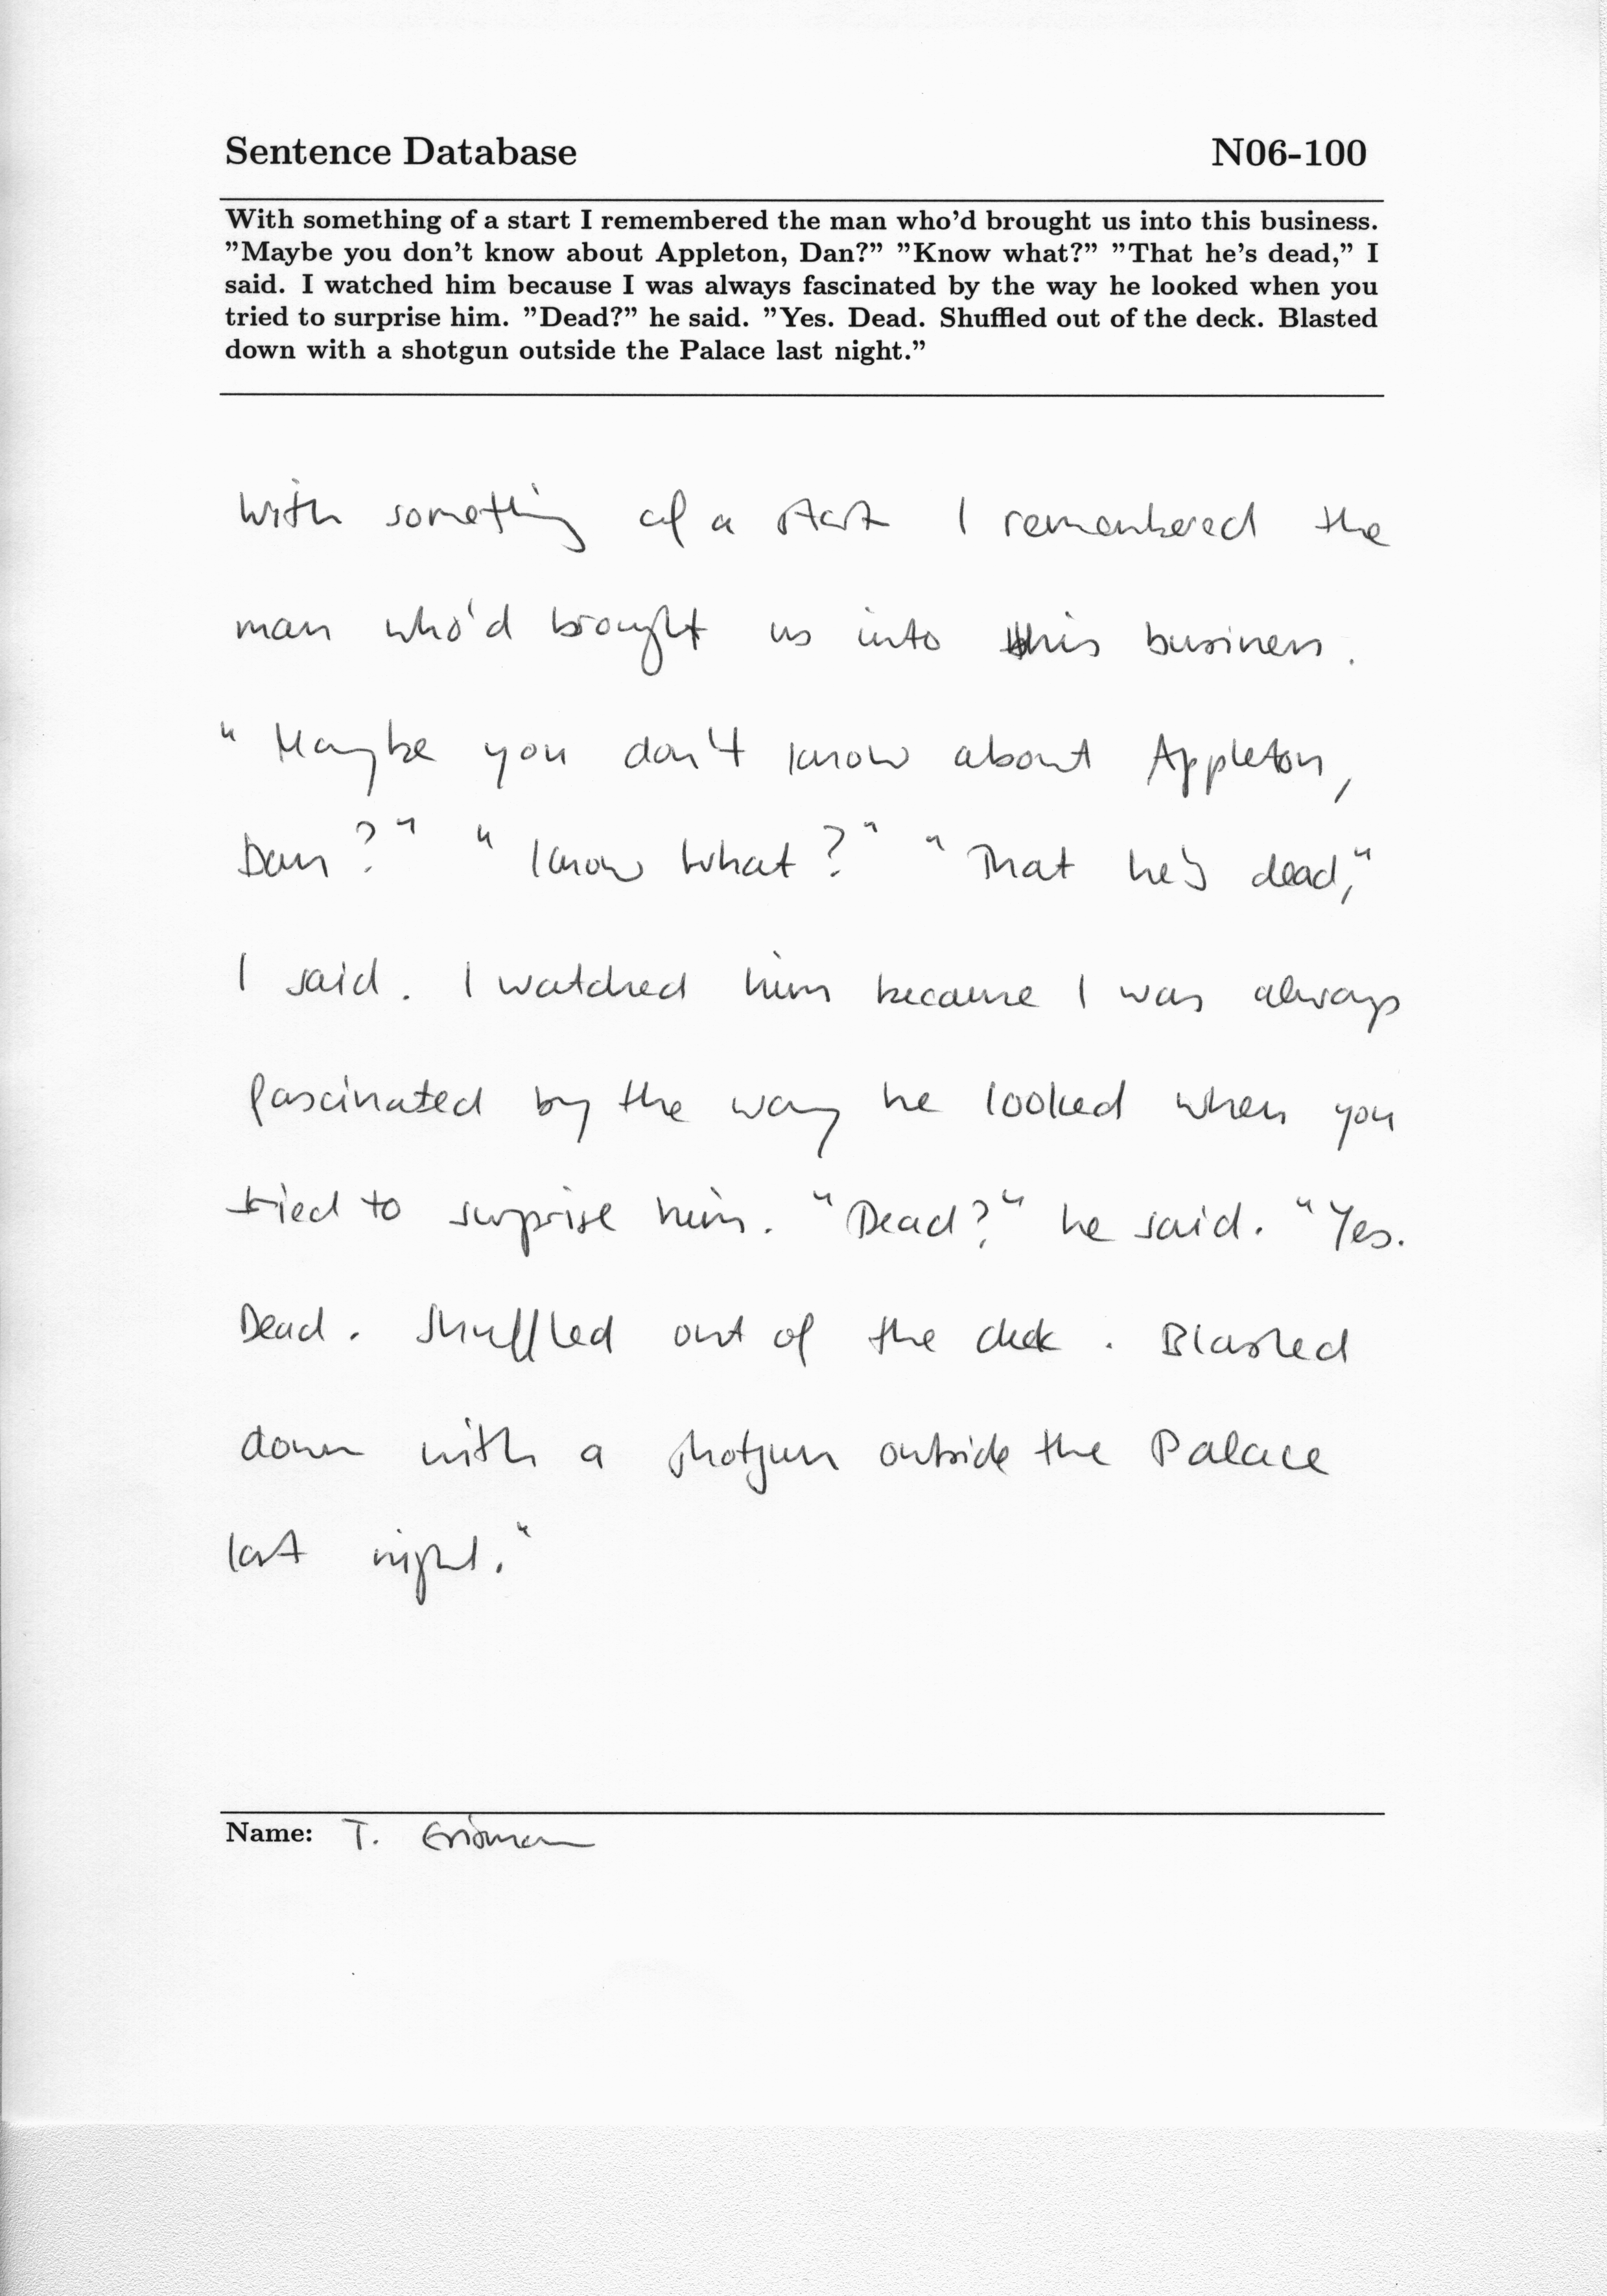 Sentence Database N06-100
With something of a start I remembered the man who'd brought us into this business.
”Maybe you don't know about Appleton, Dan?” ”Know what?” ”That he's dead,” I
said. I watched him because I was always fascinated by the way he looked when you
tried to surprise him. ”Dead?” he said. ”Yes. Dead. Shuffled out of the deck. Blasted
down with a shotgun outside the Palace last night.”
With something of a start I remembered the
man who'd brought us into this business.
"Maybe you don't know about Appleton,
Dan?" "Know what?" "That he's dead,"
I said. I watched him because I was always
fascinated by the way he looked when you
tried to surprise him. "Dead?" he said. "Yes.
Dead. Shuffled out of the deck. Blasted
down with a shotgun outside the Palace
last night."
Name: T.